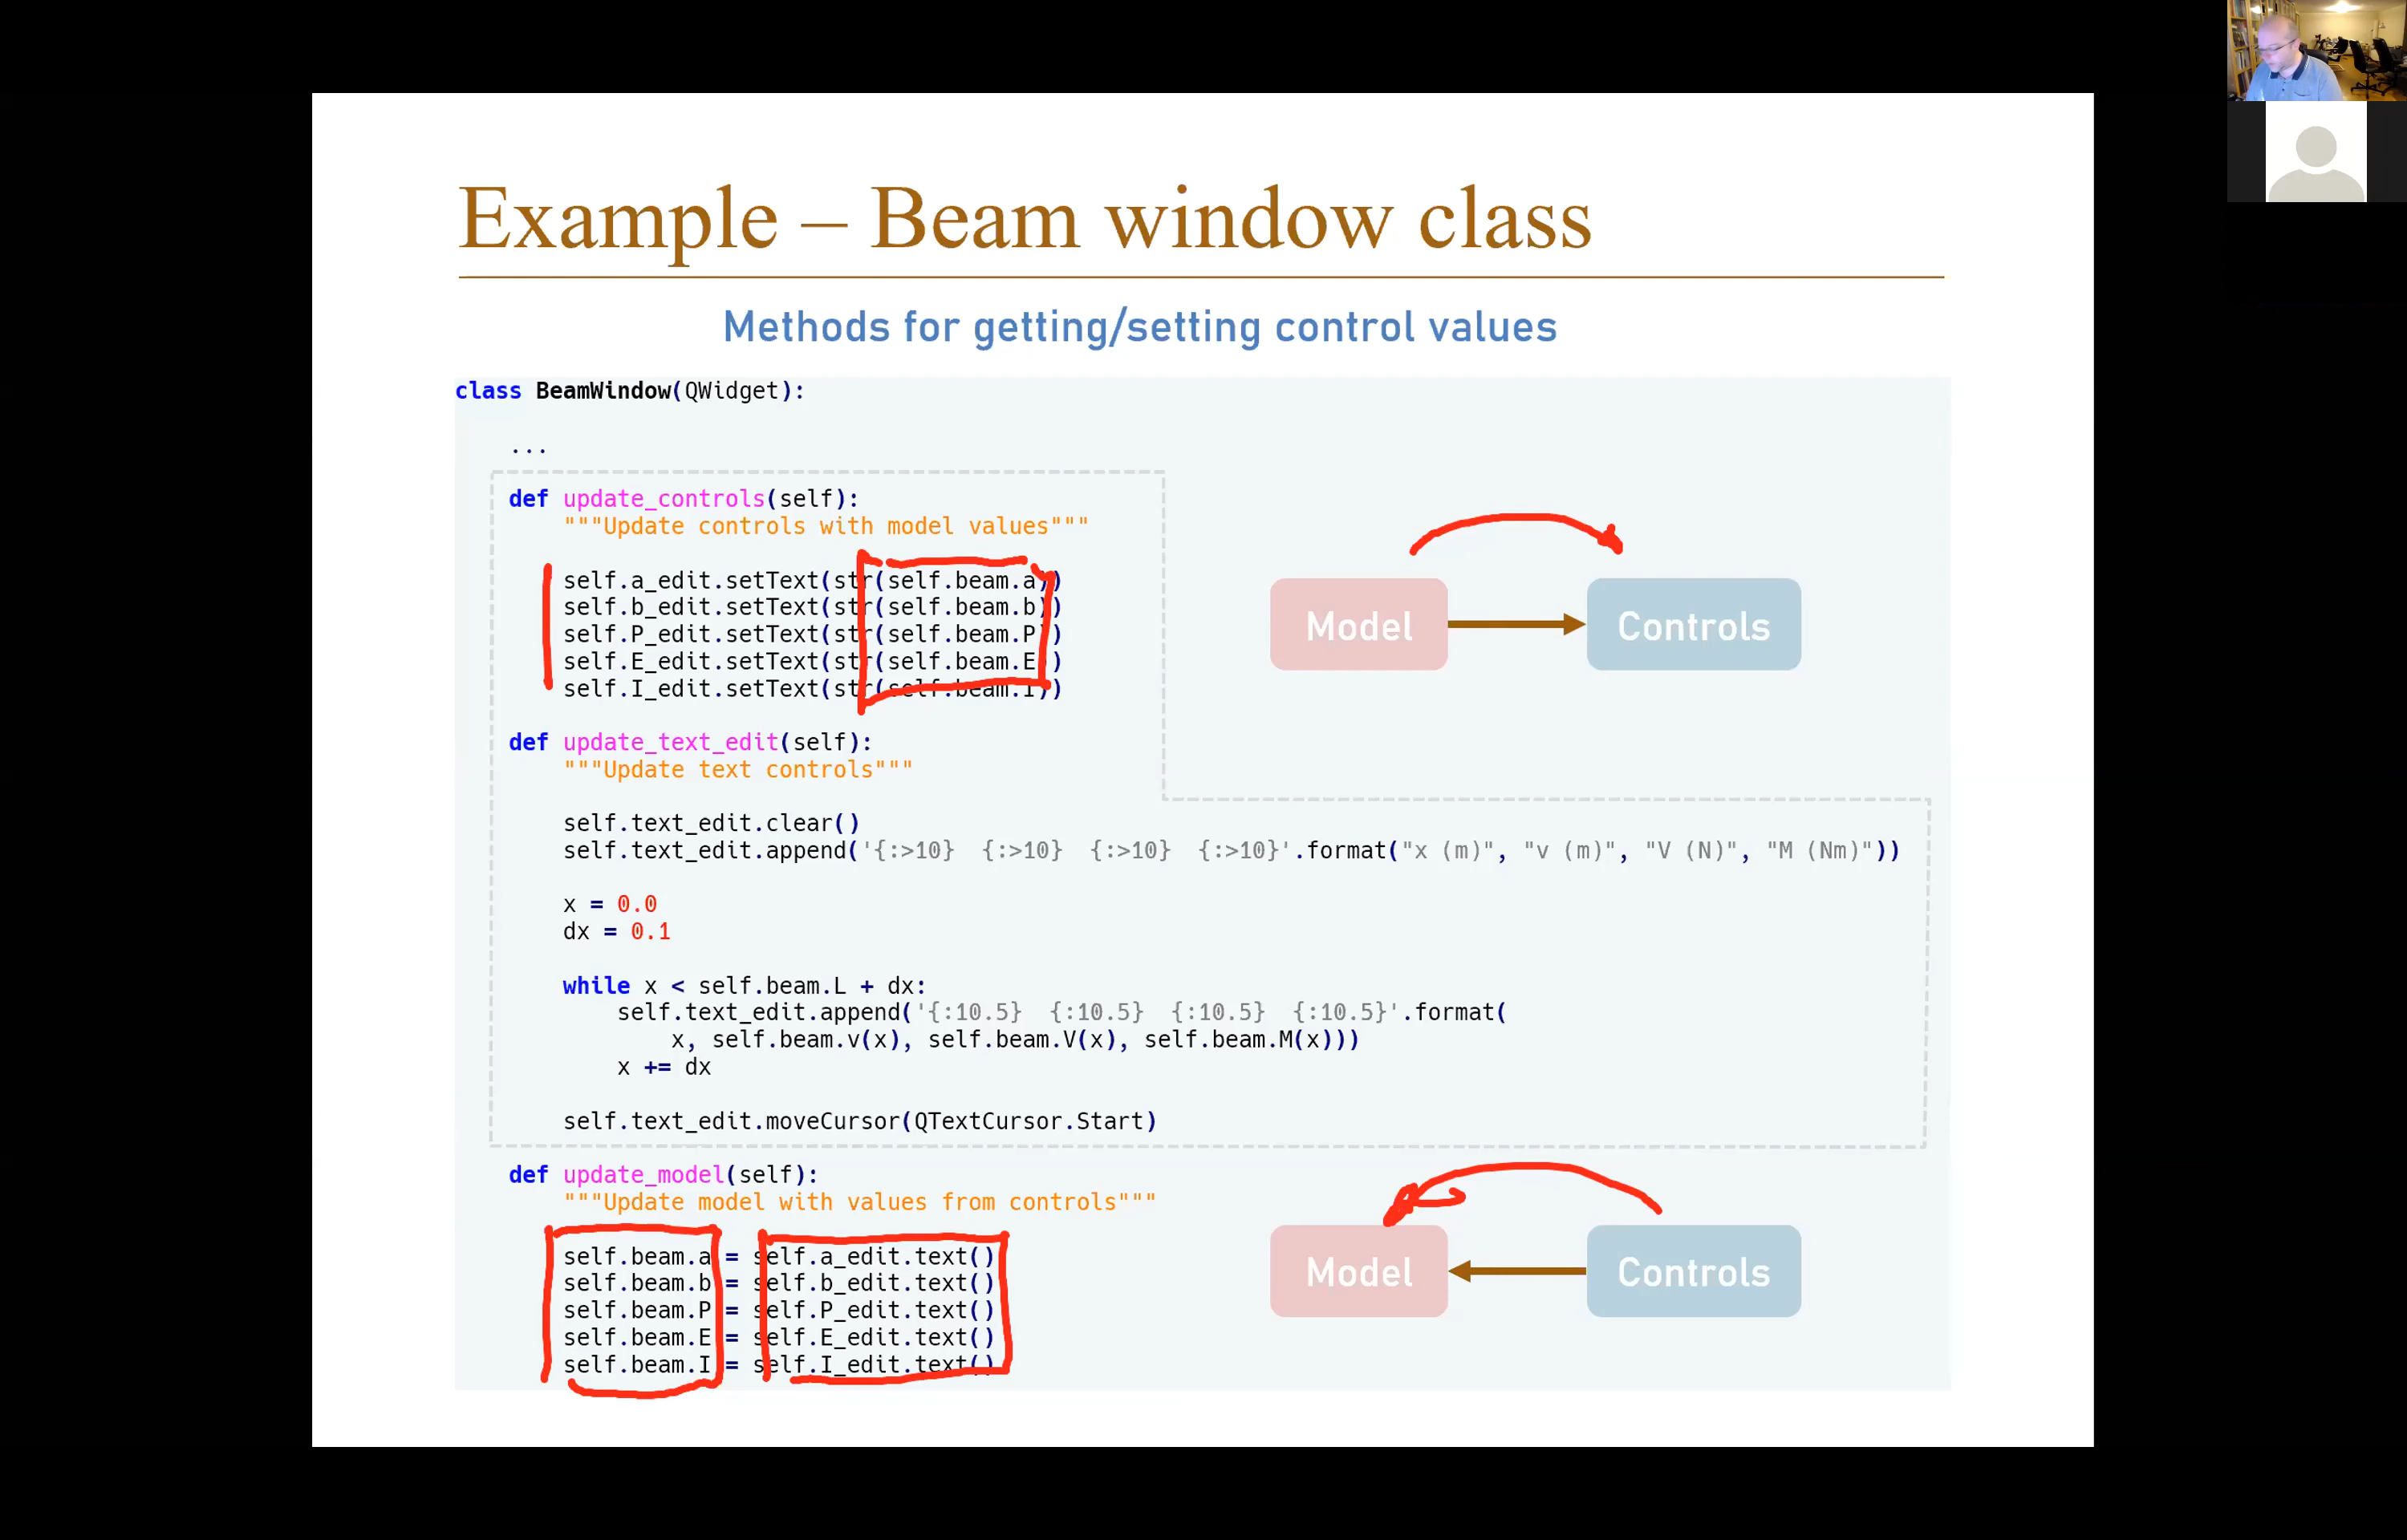 Example – Beam window class
Methods for getting/setting control values
class BeamWindow(QWidget):
...
def update_controls(self):
"""Update controls with model values"""
self.a_edit.setText(str(self.beam.a))
self.b_edit.setText(str(self.beam.b))
self.P_edit.setText(str(self.beam.P))
self.E_edit.setText(str(self.beam.E))
self.I_edit.setText(str(self.beam.I))
Model
Controls
def update_text_edit(self):
"""Update text controls"""
self.text_edit.clear()
self.text_edit.append('{:>10}  {:>10}  {:>10}  {:>10}'.format("x (m)", "v (m)", "V (N)", "M (Nm)"))
x = 0.0
dx = 0.1
while x < self.beam.L + dx:
self.text_edit.append('{:10.5}  {:10.5}  {:10.5}  {:10.5}'.format(
x, self.beam.v(x), self.beam.V(x), self.beam.M(x)))
x += dx
self.text_edit.moveCursor(QTextCursor.Start)
def update_model(self):
"""Update model with values from controls"""
self.beam.a = self.a_edit.text()
self.beam.b = self.b_edit.text()
self.beam.P = self.P_edit.text()
self.beam.E = self.E_edit.text()
self.beam.I = self.I_edit.text()
Model
Controls